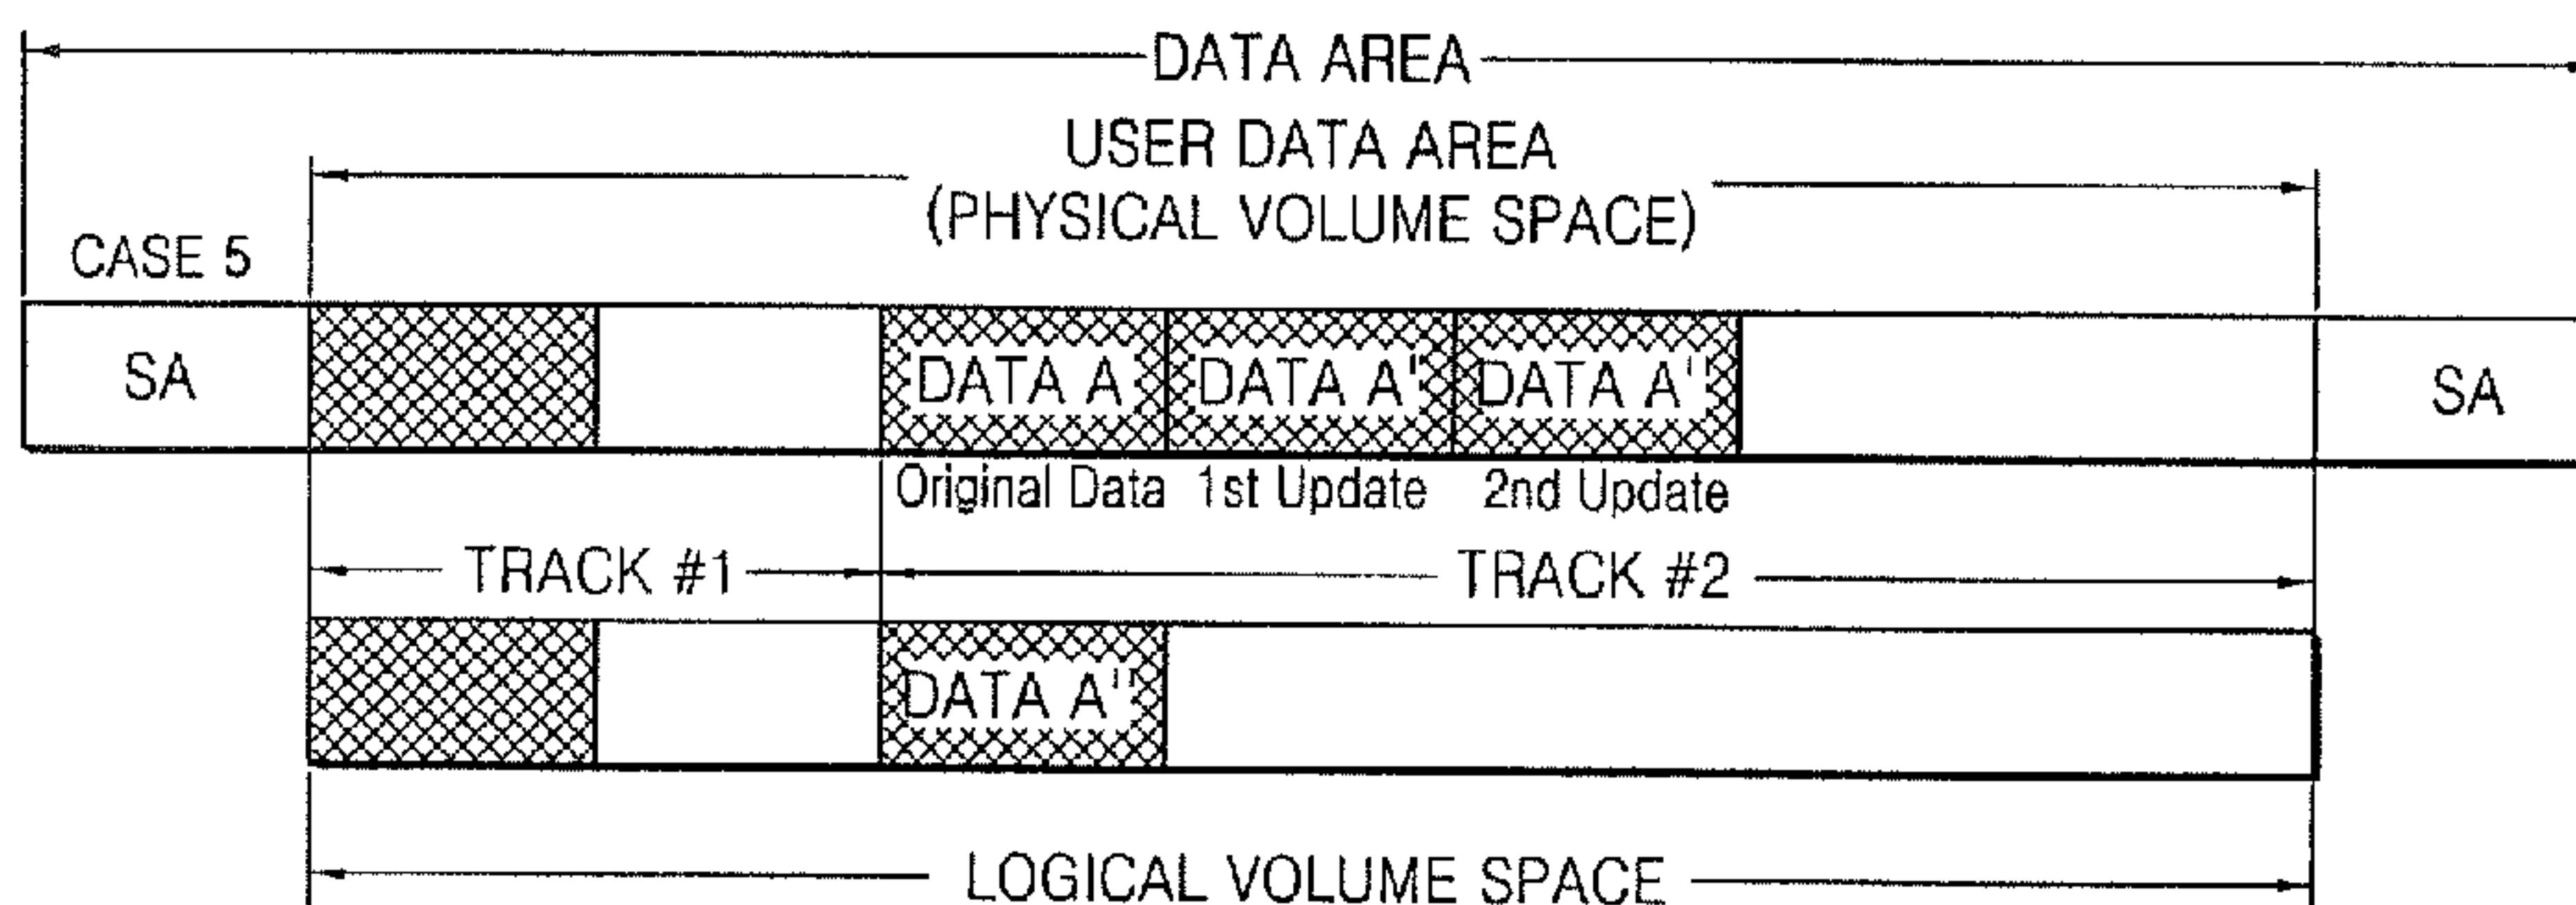 DATA AREA
USER DATA AREA
(PHYSICAL VOLUME SPACE)
CASE 5
SA
DATA A
DATA A'
DATA A"
SA
Original Data
1st Update
2nd Update
TRACK #1
TRACK #2
DATA A"
LOGICAL VOLUME SPACE